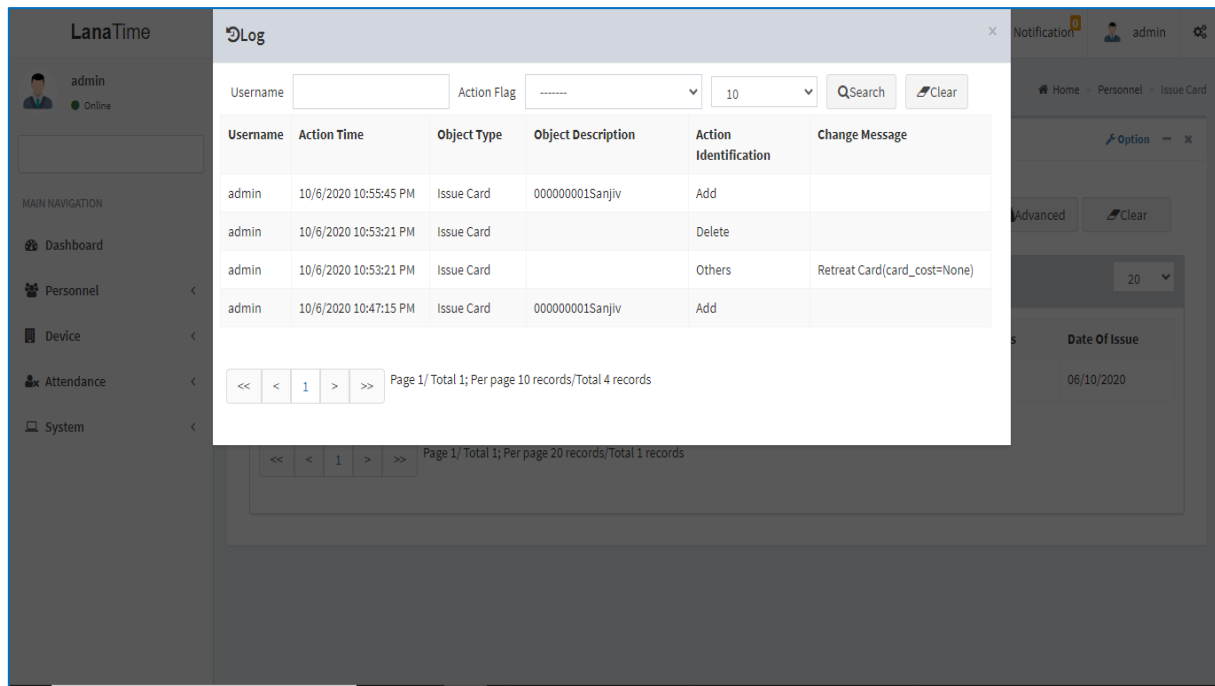 LanaTime
Log
×
Notification 0
admin
admin
Online
Username
Action Flag
-------
10
Search
Clear
Home > Personnel > Issue Card
Username Action Time Object Type Object Description Action Identification Change Message
Option
admin 10/6/2020 10:55:45 PM Issue Card 000000001Sanjiv Add
admin 10/6/2020 10:53:21 PM Issue Card Delete
admin 10/6/2020 10:53:21 PM Issue Card Others Retreat Card(card_cost=None)
admin 10/6/2020 10:47:15 PM Issue Card 000000001Sanjiv Add
<< < 1 > >> Page 1/ Total 1; Per page 10 records/Total 4 records
MAIN NAVIGATION
Dashboard
Personnel <
Device <
Attendance <
System <
Advanced
Clear
20
s Date Of Issue
06/10/2020
<< < 1 > >> Page 1/ Total 1; Per page 20 records/Total 1 records